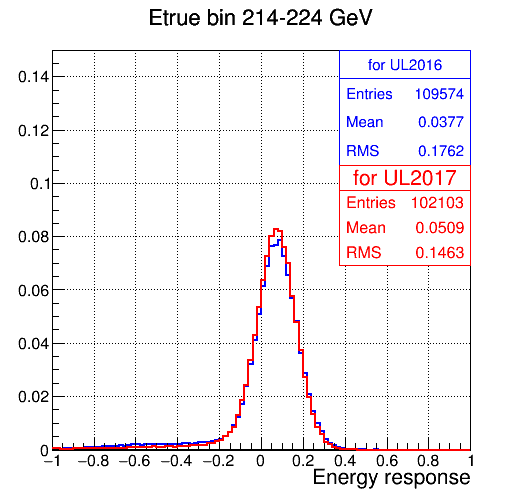 Etrue bin 214-224 GeV
for UL2016
Entries 109574
Mean 0.0377
RMS 0.1762
for UL2017
Entries 102103
Mean 0.0509
RMS 0.1463
0.14
0.12
0.1
0.08
0.06
0.04
0.02
0
−1 −0.8 −0.6 −0.4 −0.2 0 0.2 0.4 0.6 0.8 1
Energy response